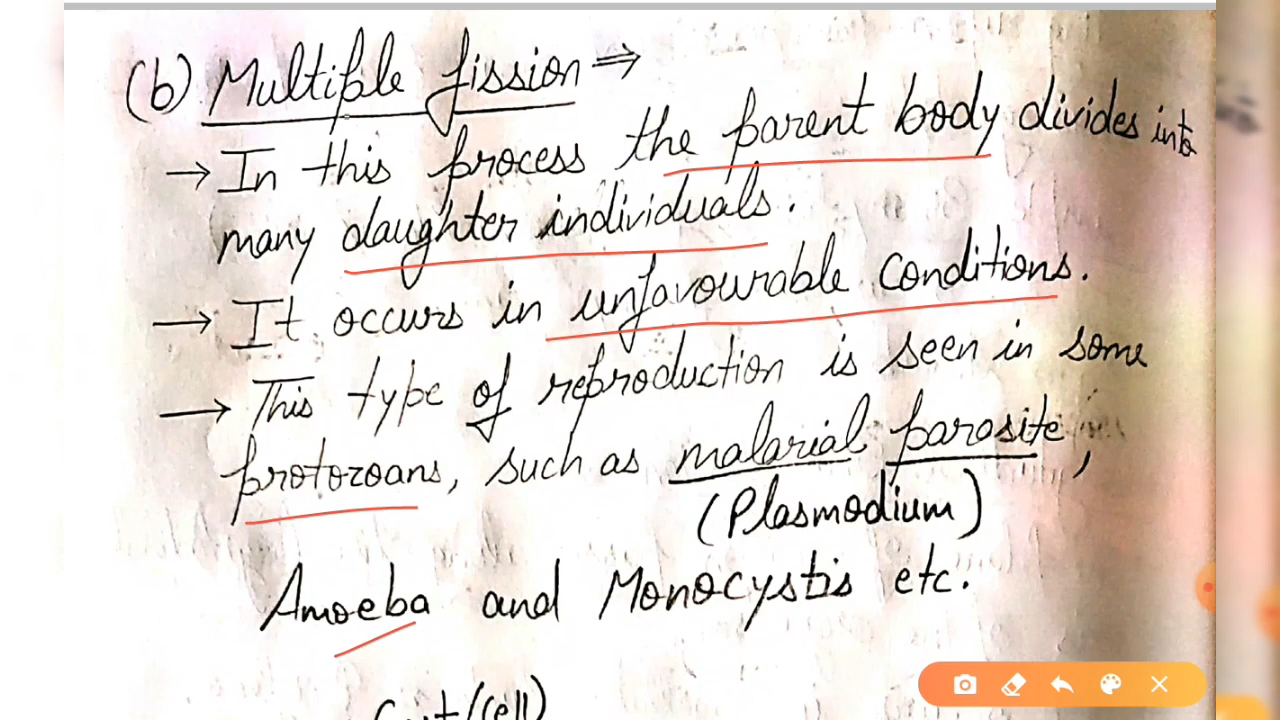 (b) Multiple fission ⇒
→ In this process the parent body divides into
many daughter individuals.
→ It occurs in unfavourable conditions.
→ This type of reproduction is seen in some
protozoans, such as malarial parasite,
(Plasmodium)
Amoeba and Monocystis etc.